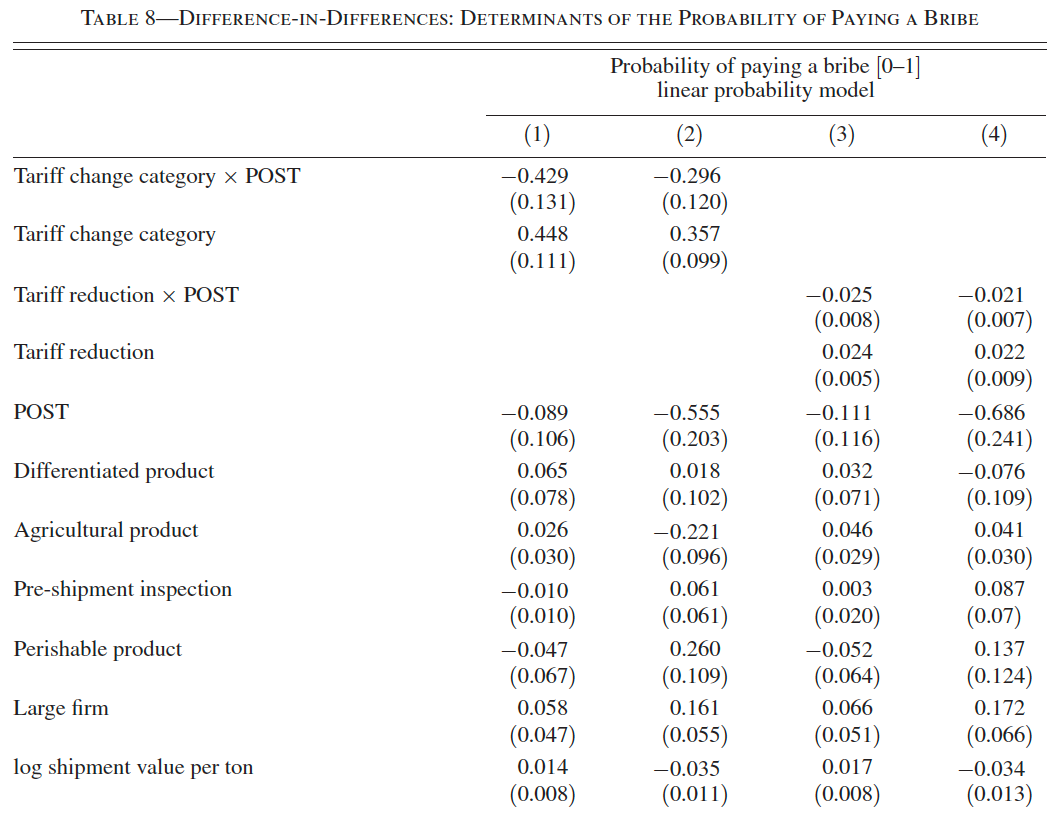 TABLE 8—DIFFERENCE-IN-DIFFERENCES: DETERMINANTS OF THE PROBABILITY OF PAYING A BRIBE
Probability of paying a bribe [0–1]
linear probability model
(1) (2) (3) (4)
Tariff change category × POST −0.429 −0.296
(0.131) (0.120)
Tariff change category 0.448 0.357
(0.111) (0.099)
Tariff reduction × POST −0.025 −0.021
(0.008) (0.007)
Tariff reduction 0.024 0.022
(0.005) (0.009)
POST −0.089 −0.555 −0.111 −0.686
(0.106) (0.203) (0.116) (0.241)
Differentiated product 0.065 0.018 0.032 −0.076
(0.078) (0.102) (0.071) (0.109)
Agricultural product 0.026 −0.221 0.046 0.041
(0.030) (0.096) (0.029) (0.030)
Pre-shipment inspection −0.010 0.061 0.003 0.087
(0.010) (0.061) (0.020) (0.07)
Perishable product −0.047 0.260 −0.052 0.137
(0.067) (0.109) (0.064) (0.124)
Large firm 0.058 0.161 0.066 0.172
(0.047) (0.055) (0.051) (0.066)
log shipment value per ton 0.014 −0.035 0.017 −0.034
(0.008) (0.011) (0.008) (0.013)